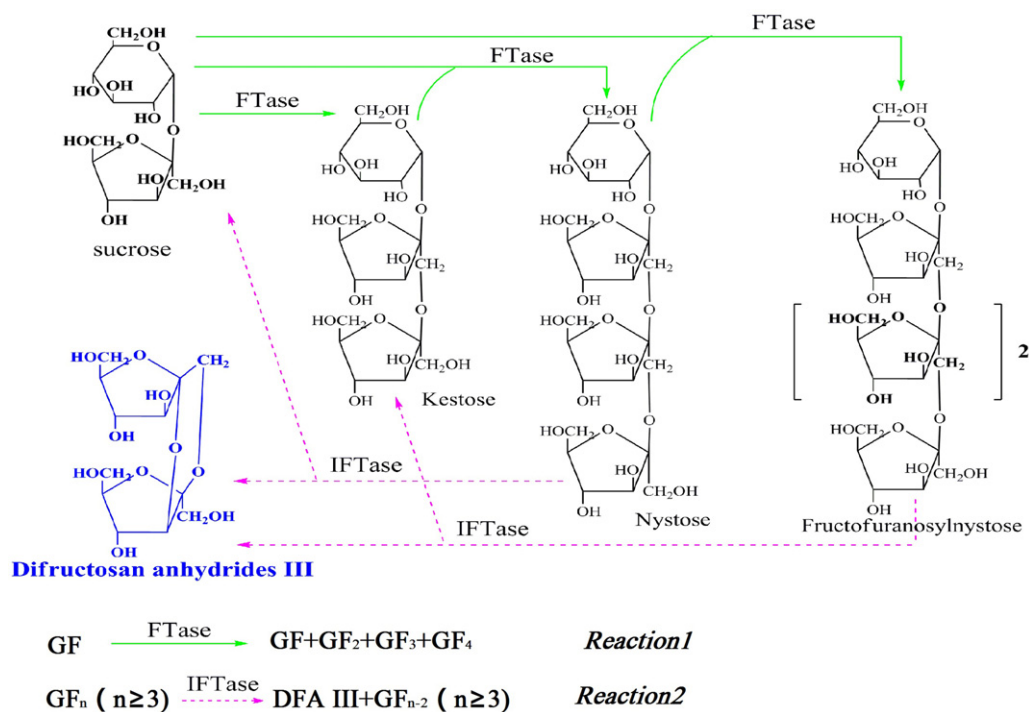 FTase
FTase
FTase
CH₂OH
O
HO
HO
HO
O
HOCH₂
O
HO
CH₂OH
OH
sucrose
CH₂OH
O
HO
HO
HO
O
HOCH₂
O
HO
CH₂
OH
O
HOCH₂
O
HO
CH₂OH
OH
Kestose
CH₂OH
O
HO
HO
HO
O
HOCH₂
O
HO
CH₂
OH
O
HOCH₂
O
HO
CH₂
OH
O
HOCH₂
O
HO
CH₂OH
OH
Nystose
CH₂OH
O
HO
HO
HO
O
HOCH₂
O
HO
CH₂
OH
O
HOCH₂
O
HO
CH₂
OH
2
O
HOCH₂
O
HO
CH₂OH
OH
Fructofuranosylnystose
HOCH₂
O
CH₂
HO
OH
O
O
HOCH₂
O
CH₂OH
OH
Difructosan anhydrides III
IFTase
IFTase
GF FTase GF+GF₂+GF₃+GF₄ Reaction1
GFₙ ( n≥3) IFTase DFA III+GFₙ₋₂ ( n≥3) Reaction2